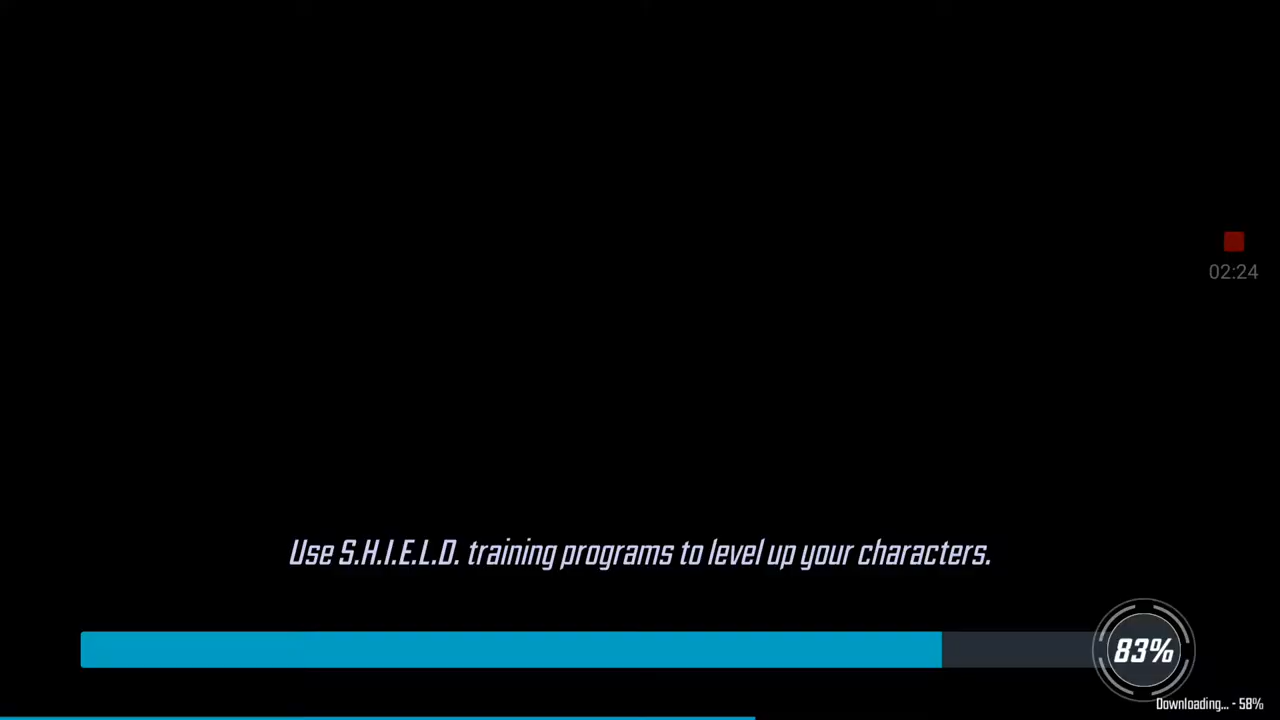 02:24
Use S.H.I.E.L.D. training programs to level up your characters.
83%
Downloading... - 58%